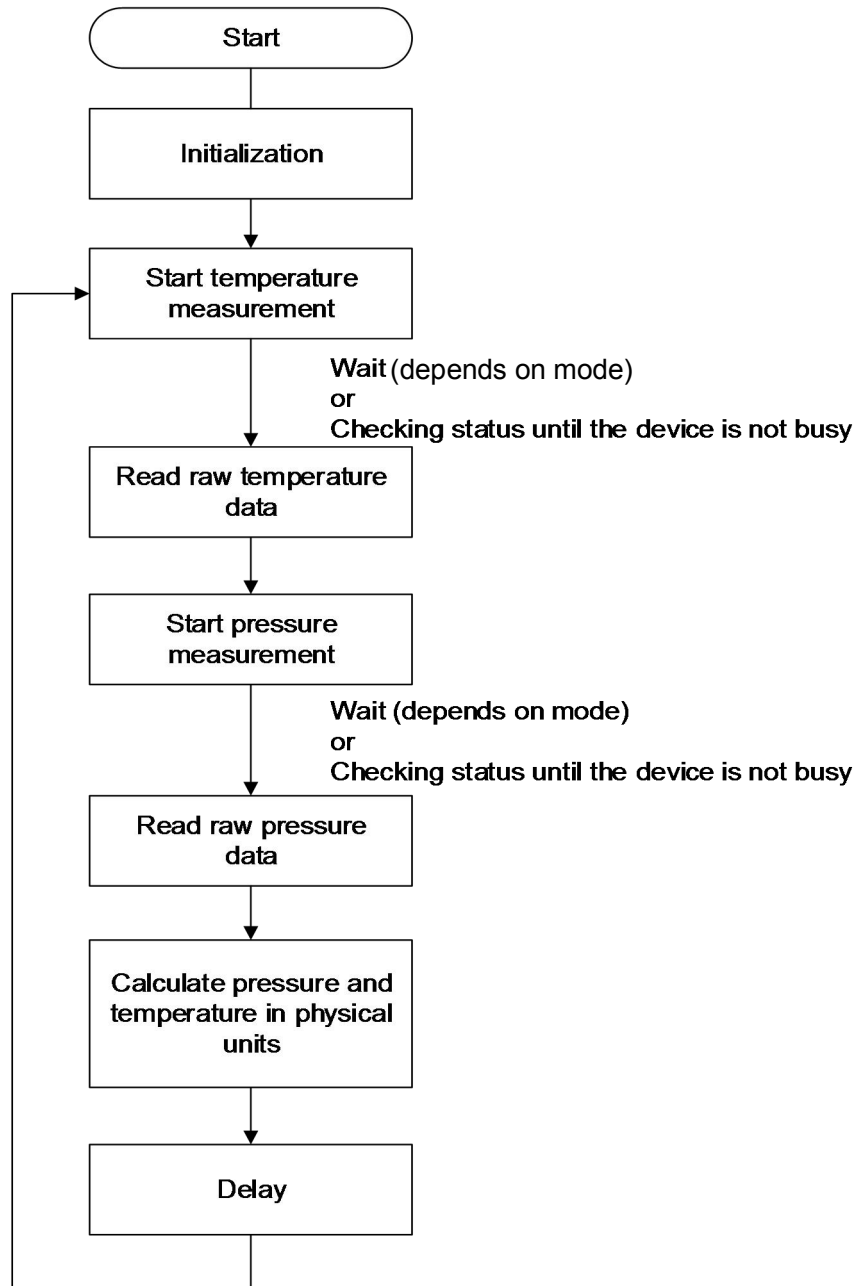 Start
Initialization
Start temperature
measurement
Wait (depends on mode)
or
Checking status until the device is not busy
Read raw temperature
data
Start pressure
measurement
Wait (depends on mode)
or
Checking status until the device is not busy
Read raw pressure
data
Calculate pressure and
temperature in physical
units
Delay